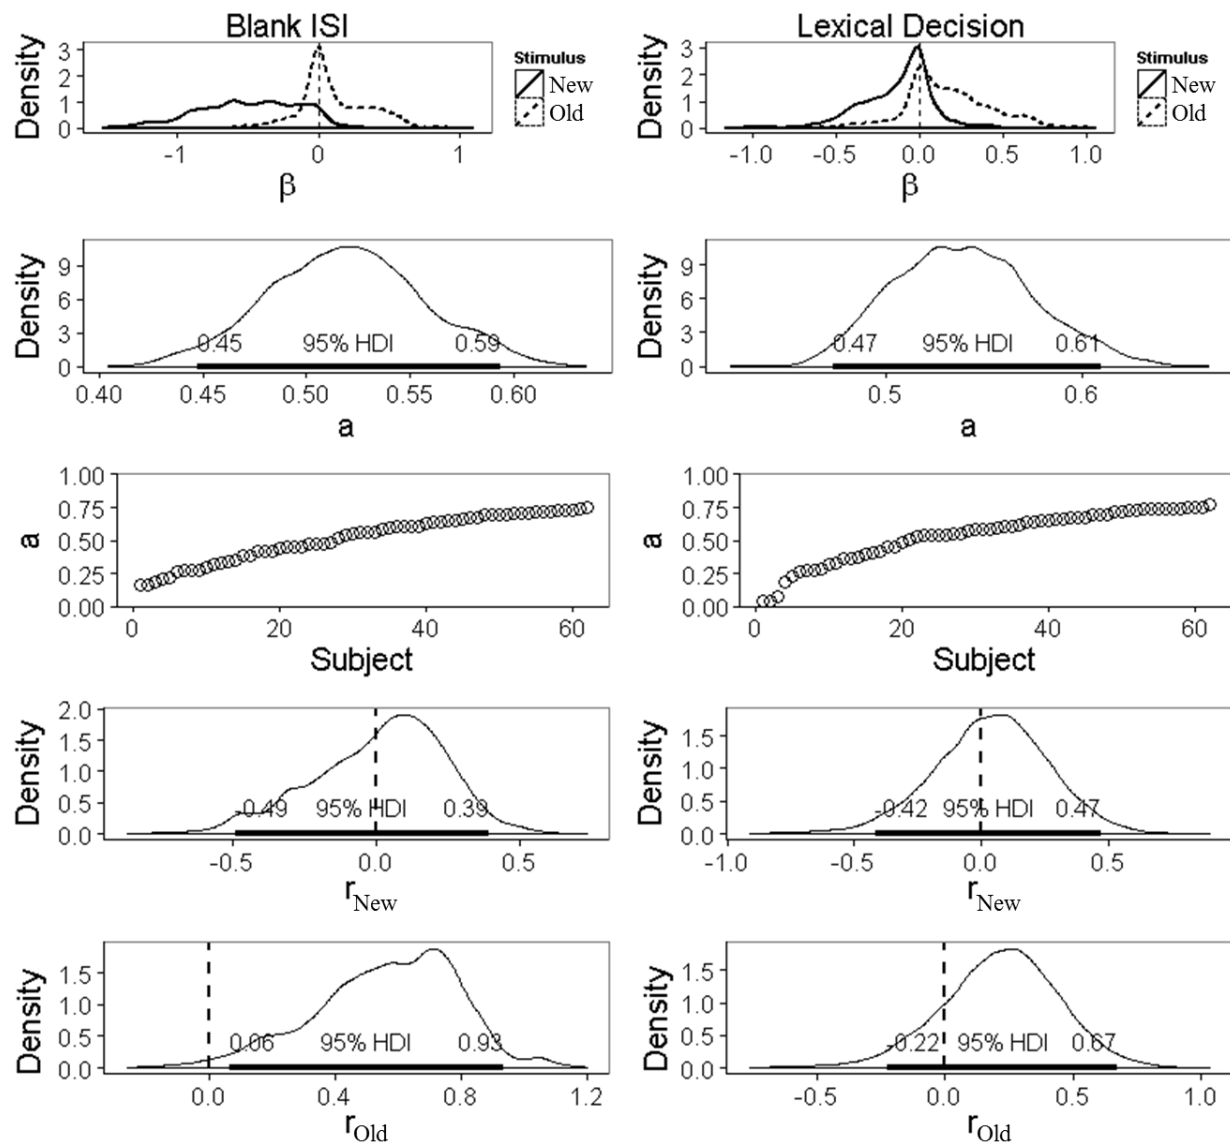 Blank ISI
Density
3
2
1
0
-1 0 1
β
Stimulus
New
Old
Lexical Decision
Density
3
2
1
0
-1.0 -0.5 0.0 0.5 1.0
β
Stimulus
New
Old
Density
9
6
3
0
0.45 95% HDI 0.59
0.40 0.45 0.50 0.55 0.60
a
Density
9
6
3
0
0.47 95% HDI 0.61
0.5 0.6
a
a
1.00
0.75
0.50
0.25
0.00
0 20 40 60
Subject
a
1.00
0.75
0.50
0.25
0.00
0 20 40 60
Subject
Density
2.0
1.5
1.0
0.5
0.0
-0.49 95% HDI 0.39
-0.5 0.0 0.5
rNew
Density
1.5
1.0
0.5
0.0
-0.42 95% HDI 0.47
-1.0 -0.5 0.0 0.5
rNew
Density
1.5
1.0
0.5
0.0
0.06 95% HDI 0.93
0.0 0.4 0.8 1.2
rOld
Density
1.5
1.0
0.5
0.0
-0.22 95% HDI 0.67
-0.5 0.0 0.5 1.0
rOld